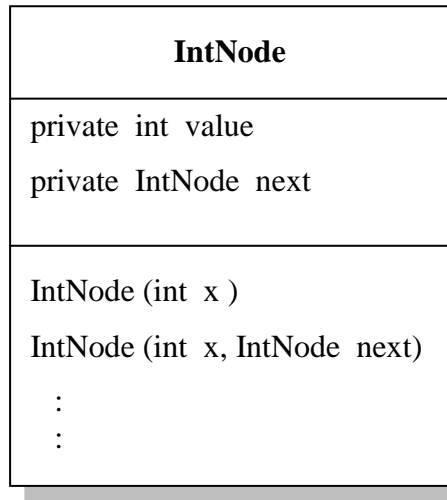 IntNode
private int value
private IntNode next
IntNode (int x )
IntNode (int x, IntNode next)
:
: